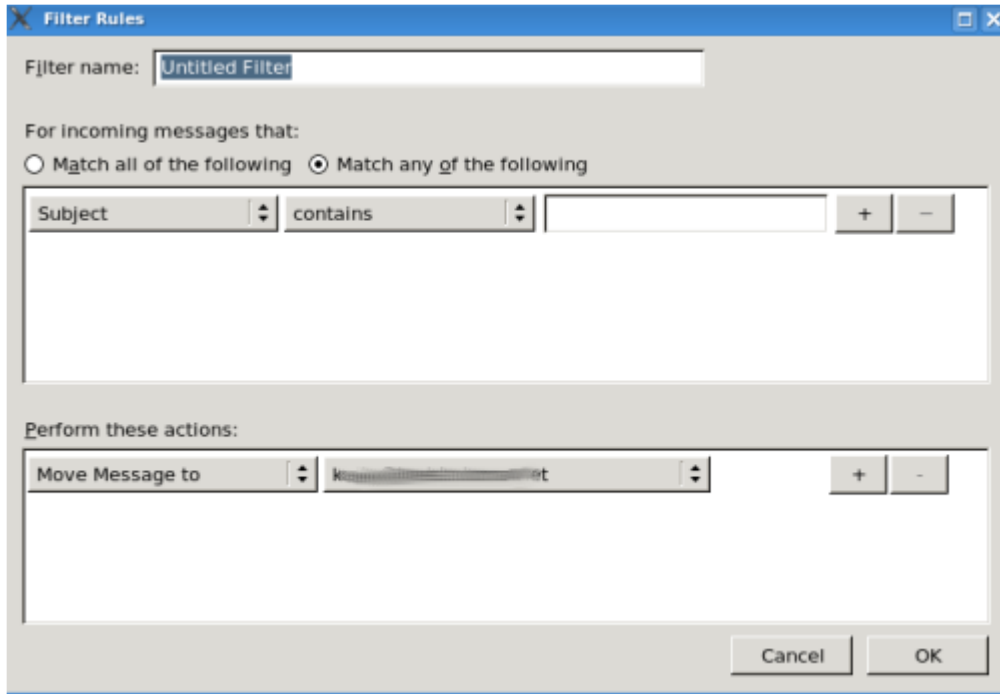 Filter Rules
Filter name: Untitled Filter
For incoming messages that:
Match all of the following Match any of the following
Subject contains + −
Perform these actions:
Move Message to + -
Cancel OK